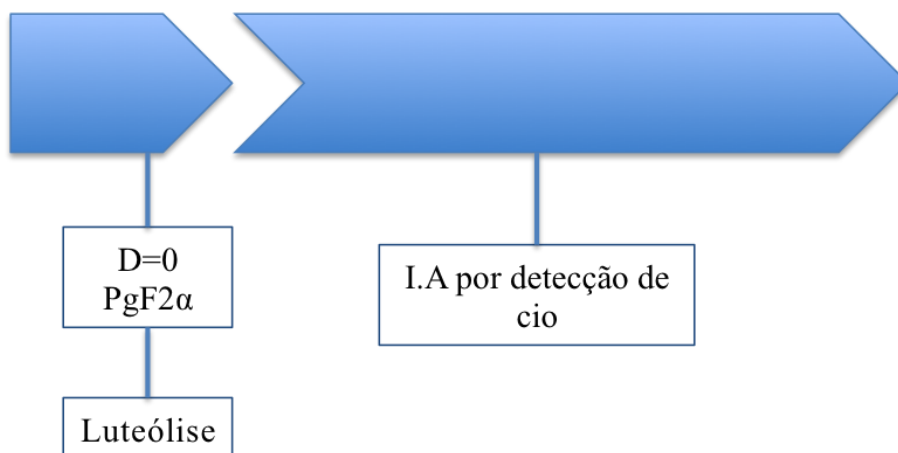 D=0
PgF2α
Luteólise
I.A por detecção de
cio